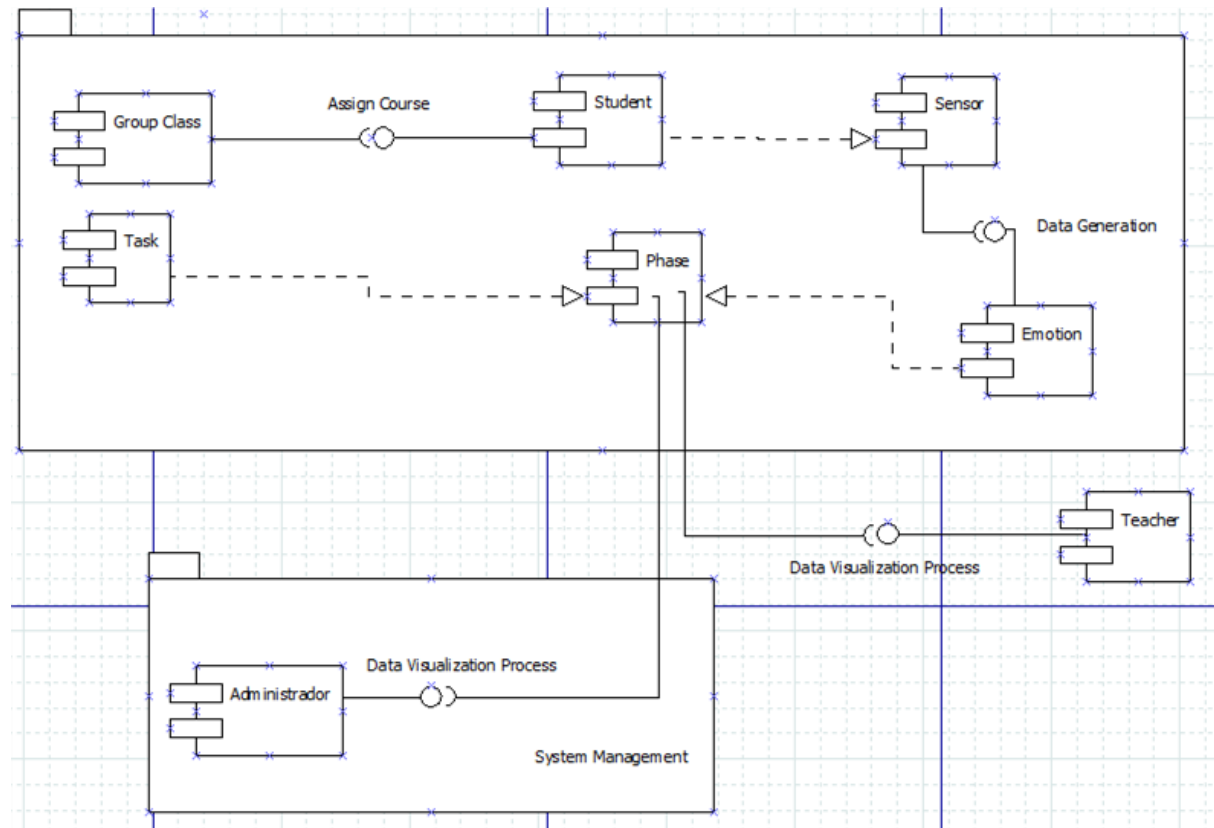 Group Class
Assign Course
Student
Sensor
Task
Phase
Data Generation
Emotion
Teacher
Data Visualization Process
Administrador
Data Visualization Process
System Management